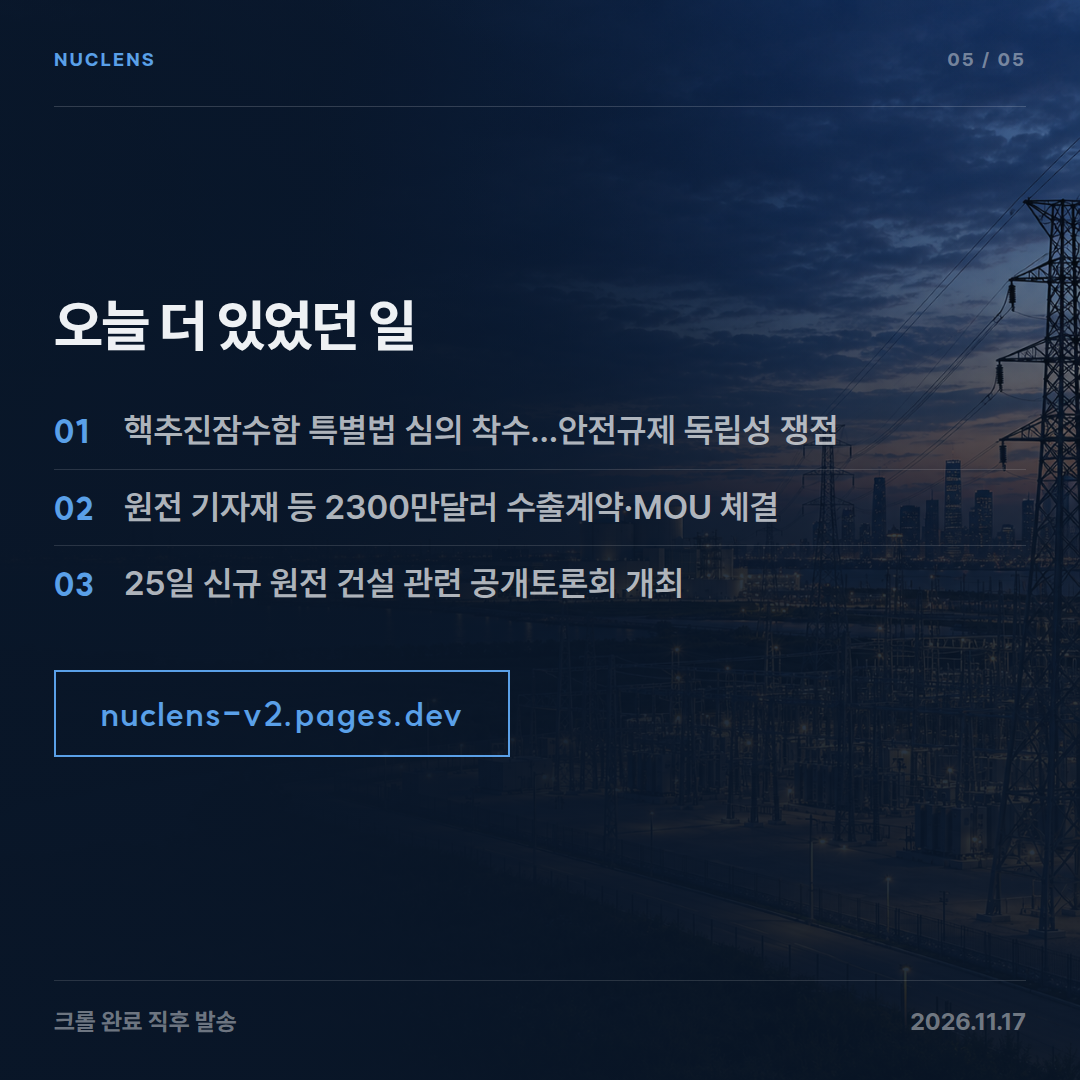 NUCLENS
05 / 05
오늘 더 있었던 일
01 핵추진잠수함 특별법 심의 착수…안전규제 독립성 쟁점
02 원전 기자재 등 2300만달러 수출계약·MOU 체결
03 25일 신규 원전 건설 관련 공개토론회 개최
nuclens-v2.pages.dev
크롤 완료 직후 발송
2026.11.17